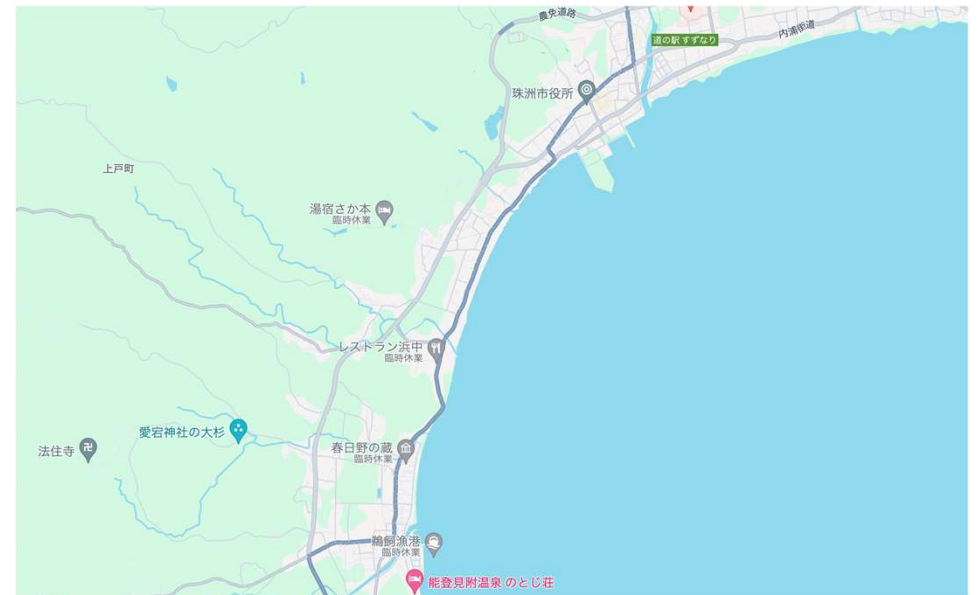 農免道路
内浦街道
道の駅 すずなり
珠洲市役所
上戸町
湯宿さか本
臨時休業
レストラン浜中
臨時休業
愛宕神社の大杉
春日野の蔵
臨時休業
法住寺
鵜飼漁港
臨時休業
能登見附温泉 のとじ荘